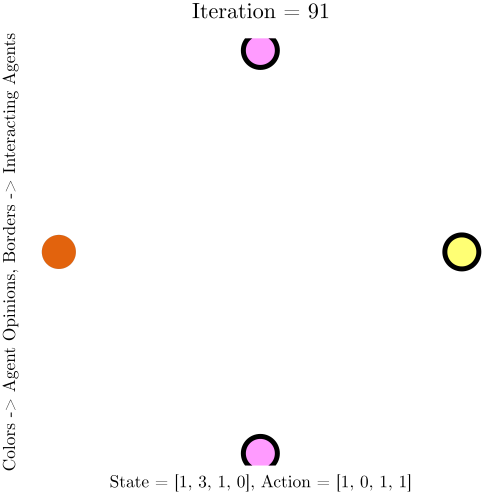 Iteration = 91
Colors -> Agent Opinions, Borders -> Interacting Agents
State = [1, 3, 1, 0], Action = [1, 0, 1, 1]